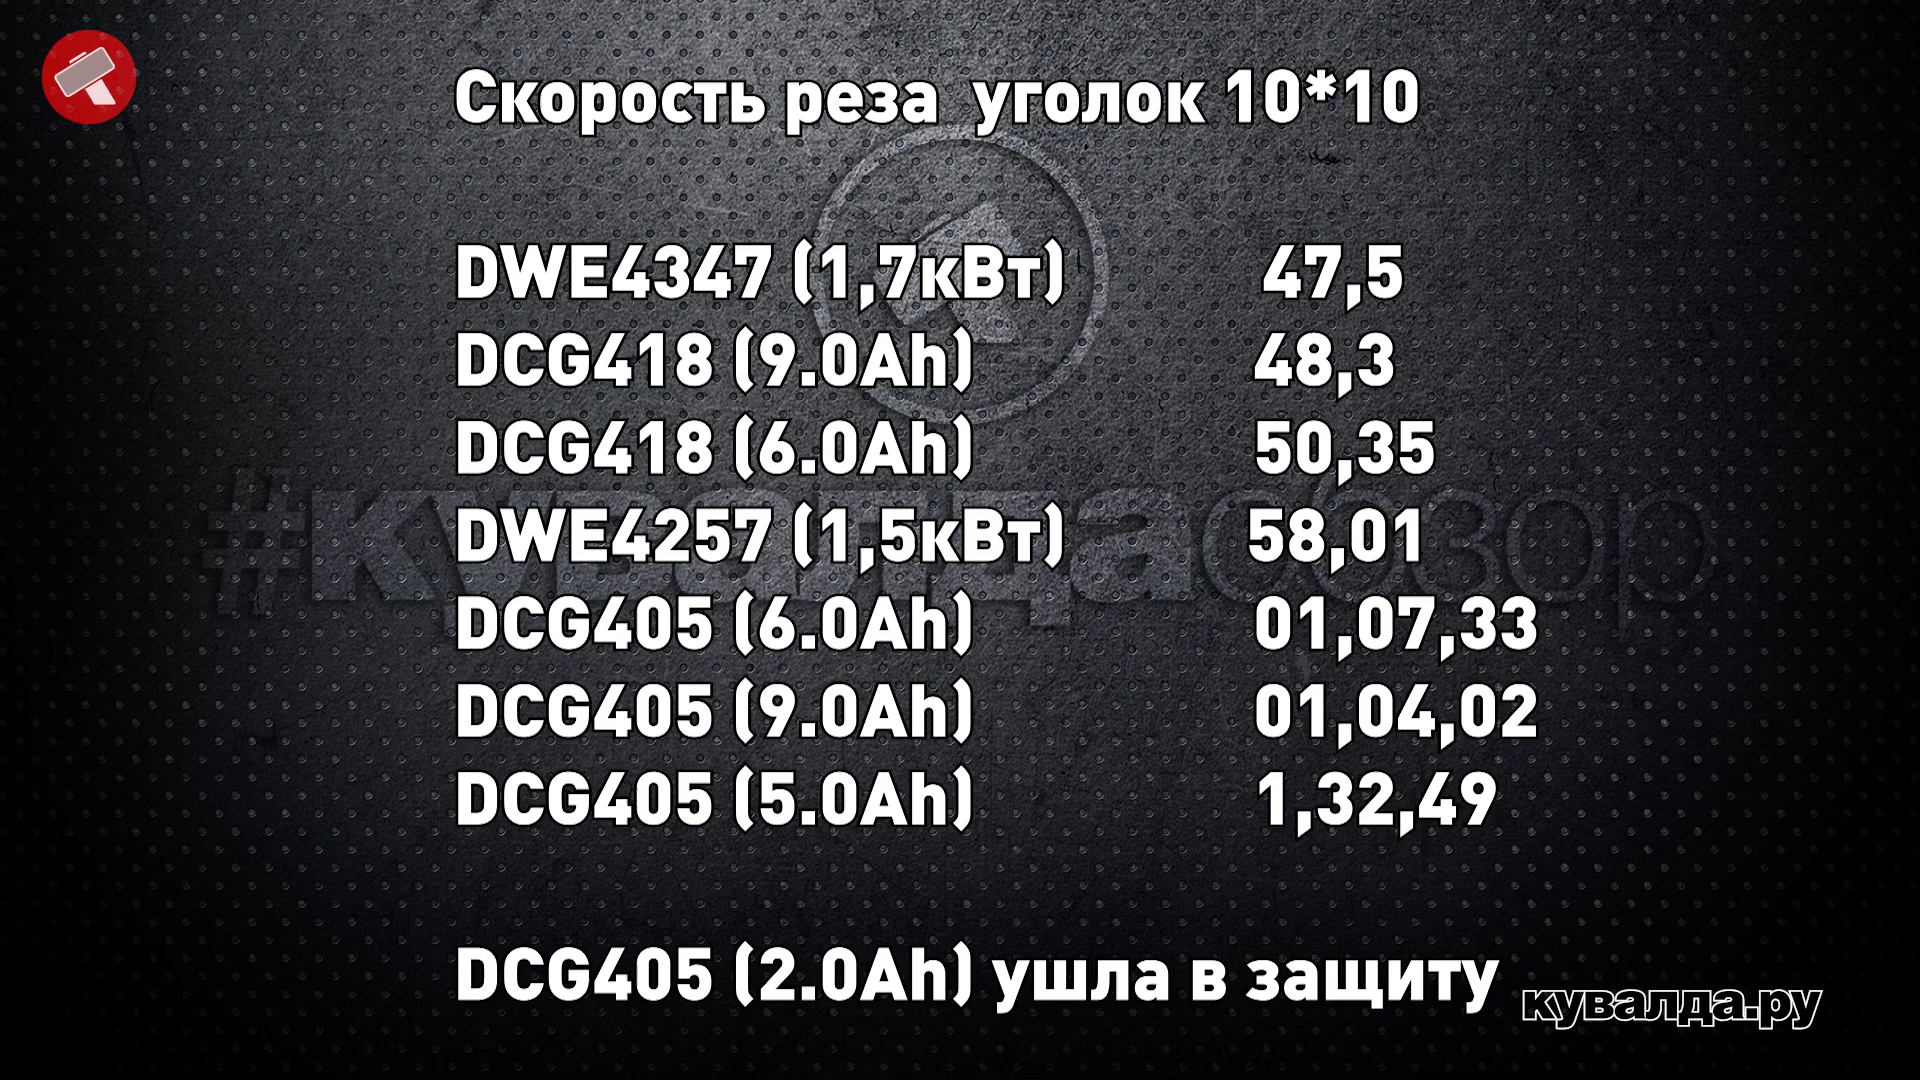 Скорость реза уголок 10*10
DWE4347 (1,7кВт) 47,5
DCG418 (9.0Ah) 48,3
DCG418 (6.0Ah) 50,35
#кувалдаобзор
DWE4257 (1,5кВт) 58,01
DCG405 (6.0Ah) 01,07,33
DCG405 (9.0Ah) 01,04,02
DCG405 (5.0Ah) 1,32,49
DCG405 (2.0Ah) ушла в защиту
кувалда.ру